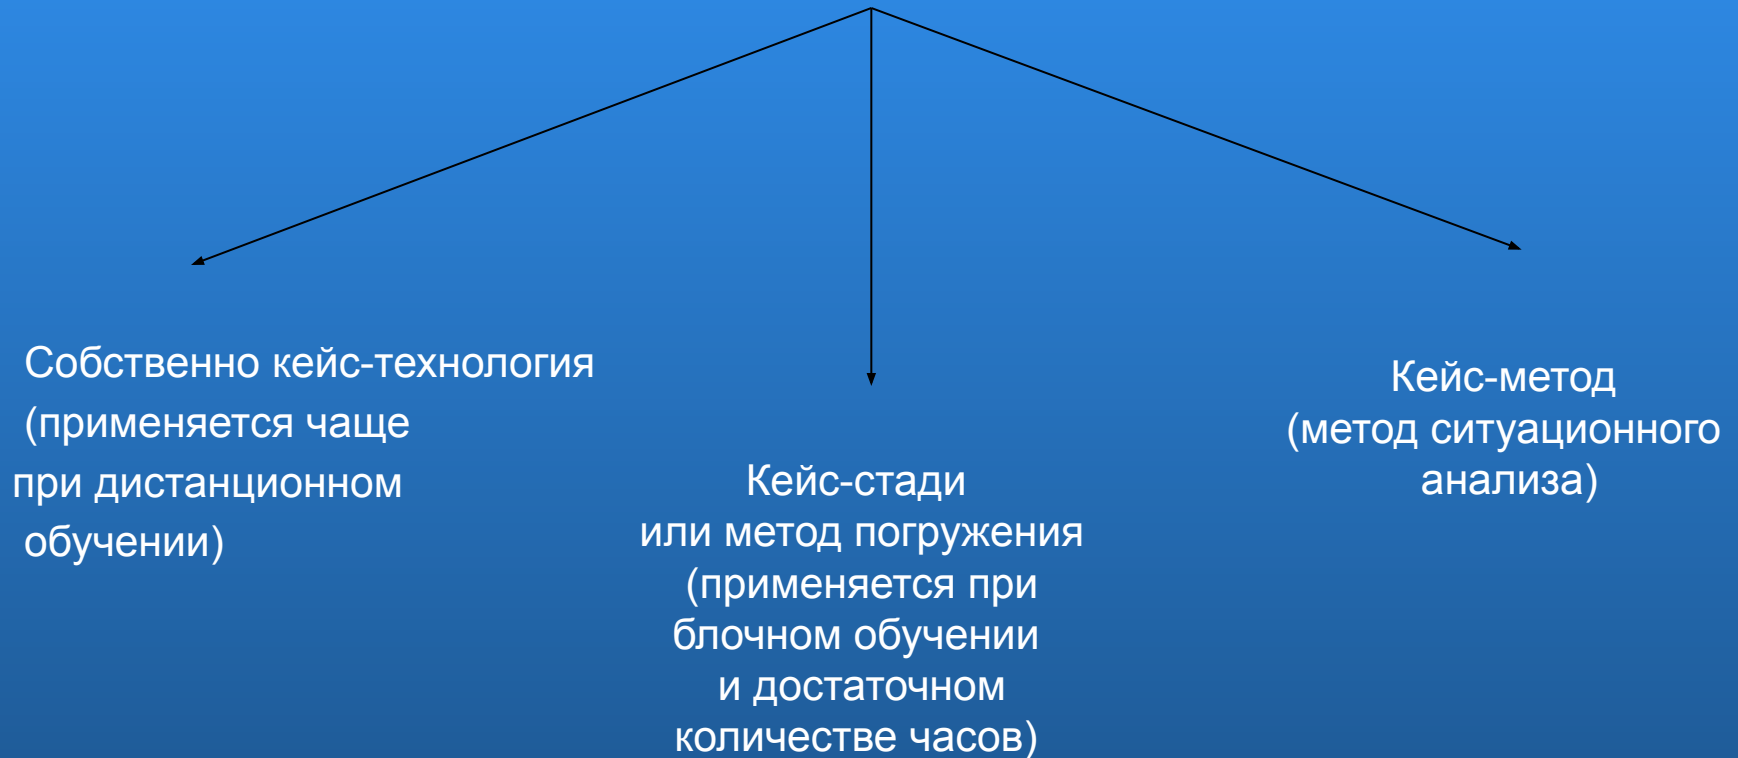 Собственно кейс-технология
(применяется чаще
при дистанционном
обучении)
Кейс-стади
или метод погружения
(применяется при
блочном обучении
и достаточном
количестве часов)
Кейс-метод
(метод ситуационного
анализа)